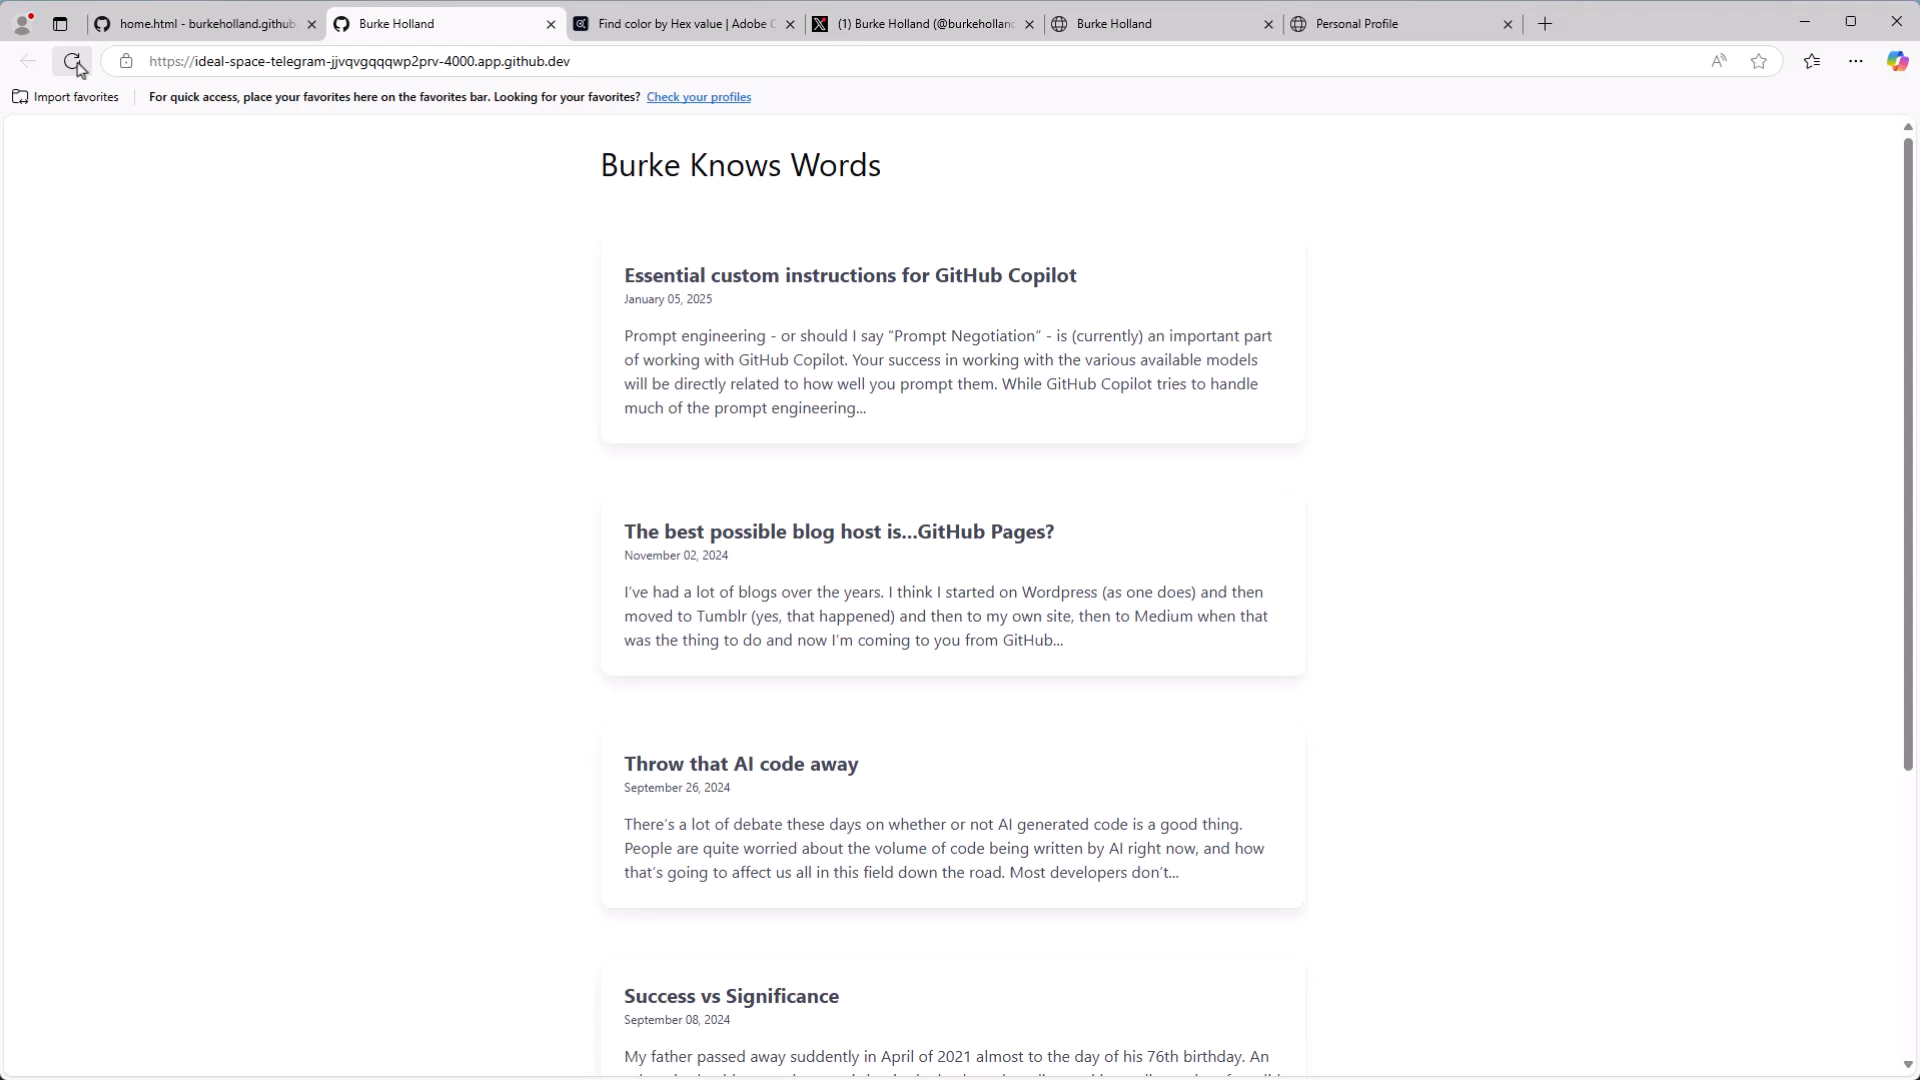 home.html - burkeholland.github
Burke Holland
Find color by Hex value | Adobe C
(1) Burke Holland (@burkehollan
Burke Holland
Personal Profile
https://ideal-space-telegram-jjvqvgqqqwp2prv-4000.app.github.dev
Import favorites
For quick access, place your favorites here on the favorites bar. Looking for your favorites? Check your profiles
Burke Knows Words
Essential custom instructions for GitHub Copilot
January 05, 2025
Prompt engineering - or should I say “Prompt Negotiation” - is (currently) an important part
of working with GitHub Copilot. Your success in working with the various available models
will be directly related to how well you prompt them. While GitHub Copilot tries to handle
much of the prompt engineering...
The best possible blog host is...GitHub Pages?
November 02, 2024
I’ve had a lot of blogs over the years. I think I started on Wordpress (as one does) and then
moved to Tumblr (yes, that happened) and then to my own site, then to Medium when that
was the thing to do and now I’m coming to you from GitHub...
Throw that AI code away
September 26, 2024
There’s a lot of debate these days on whether or not AI generated code is a good thing.
People are quite worried about the volume of code being written by AI right now, and how
that’s going to affect us all in this field down the road. Most developers don’t...
Success vs Significance
September 08, 2024
My father passed away suddently in April of 2021 almost to the day of his 76th birthday. An